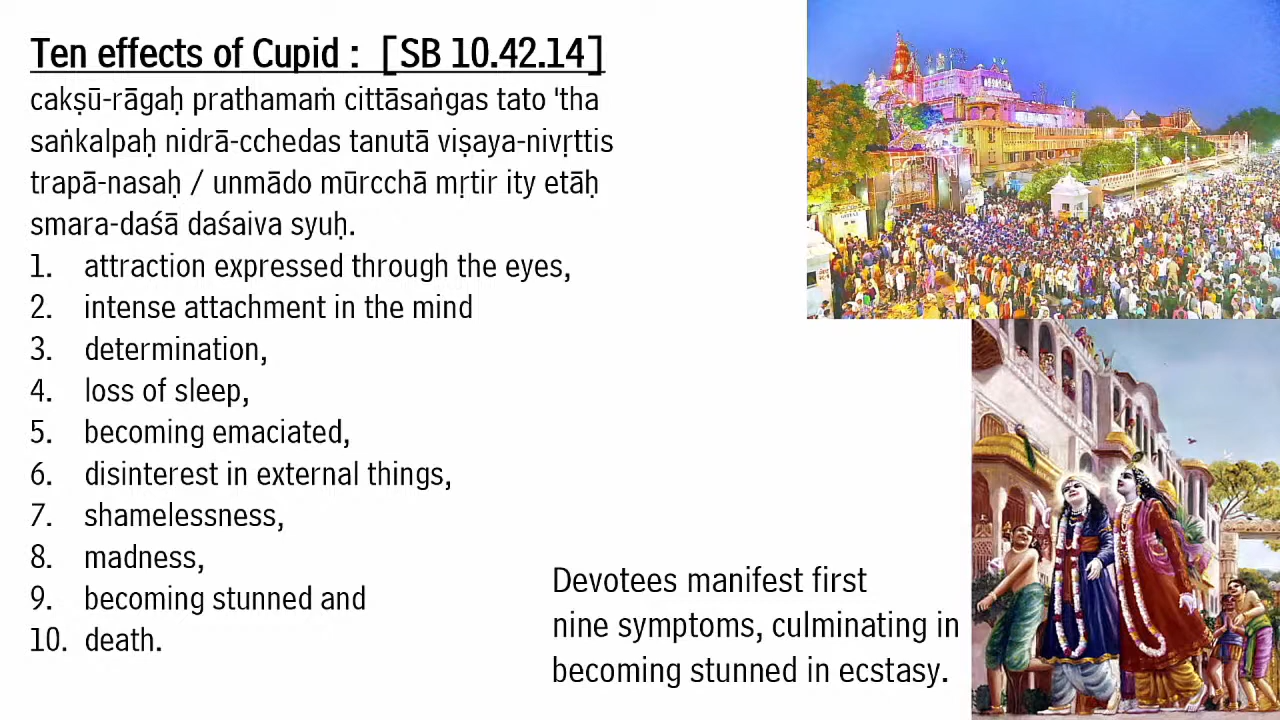 Ten effects of Cupid :  [SB 10.42.14]
cakṣū-rāgaḥ prathamaṁ cittāsaṅgas tato 'tha
saṅkalpaḥ nidrā-cchedas tanutā viṣaya-nivṛttis
trapā-nasaḥ / unmādo mūrcchā mṛtir ity etāḥ
smara-daśā daśaiva syuḥ.
1. attraction expressed through the eyes,
2. intense attachment in the mind
3. determination,
4. loss of sleep,
5. becoming emaciated,
6. disinterest in external things,
7. shamelessness,
8. madness,
9. becoming stunned and
10. death.
Devotees manifest first
nine symptoms, culminating in
becoming stunned in ecstasy.